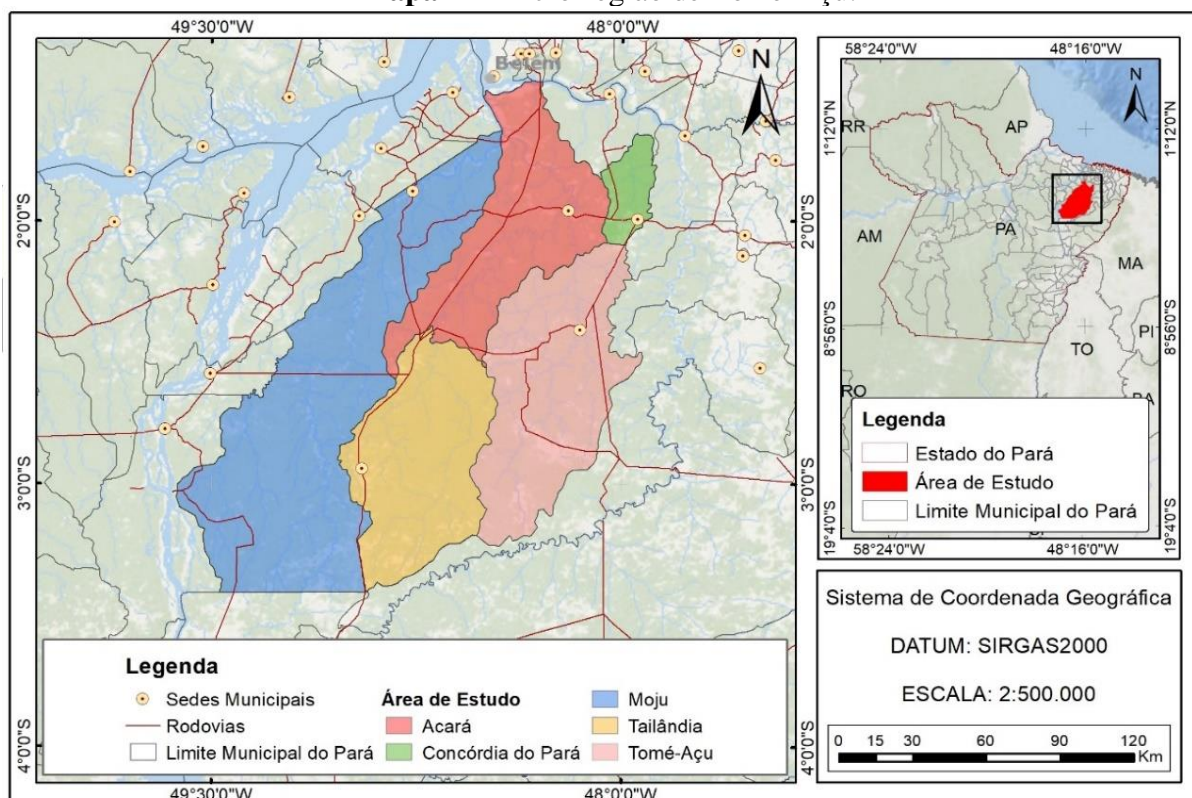 49°30'0"W 48°0'0"W
Belém
N
2°0'0"S
3°0'0"S
4°0'0"S
2°0'0"S
3°0'0"S
4°0'0"S
Legenda
Sedes Municipais
Rodovias
Limite Municipal do Pará
Área de Estudo
Acará
Concórdia do Pará
Moju
Tailândia
Tomé-Açu
49°30'0"W 48°0'0"W
58°24'0"W 48°16'0"W
N
RR
AP
AM
PA
MA
PI
TO
RO
1°12'0"N
8°56'0"S
19°4'0"S
1°12'0"N
8°56'0"S
19°4'0"S
Legenda
Estado do Pará
Área de Estudo
Limite Municipal do Pará
58°24'0"W 48°16'0"W
Sistema de Coordenada Geográfica
DATUM: SIRGAS2000
ESCALA: 2:500.000
0 15 30 60 90 120
Km